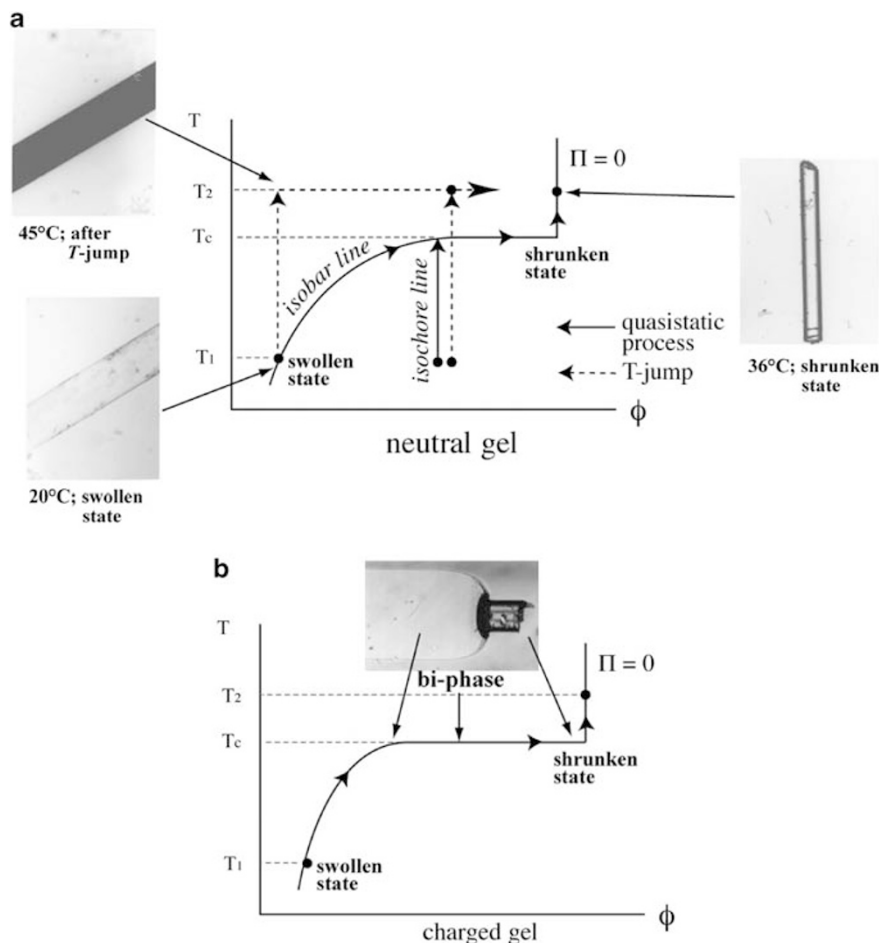 a
T
T2
Tc
T1
Π = 0
45°C; after
T-jump
isobar line
isochore line
shrunken
state
swollen
state
quasistatic
process
T-jump
36°C; shrunken
state
ϕ
neutral gel
20°C; swollen
state
b
T
T2
Tc
T1
Π = 0
bi-phase
shrunken
state
swollen
state
ϕ
charged gel